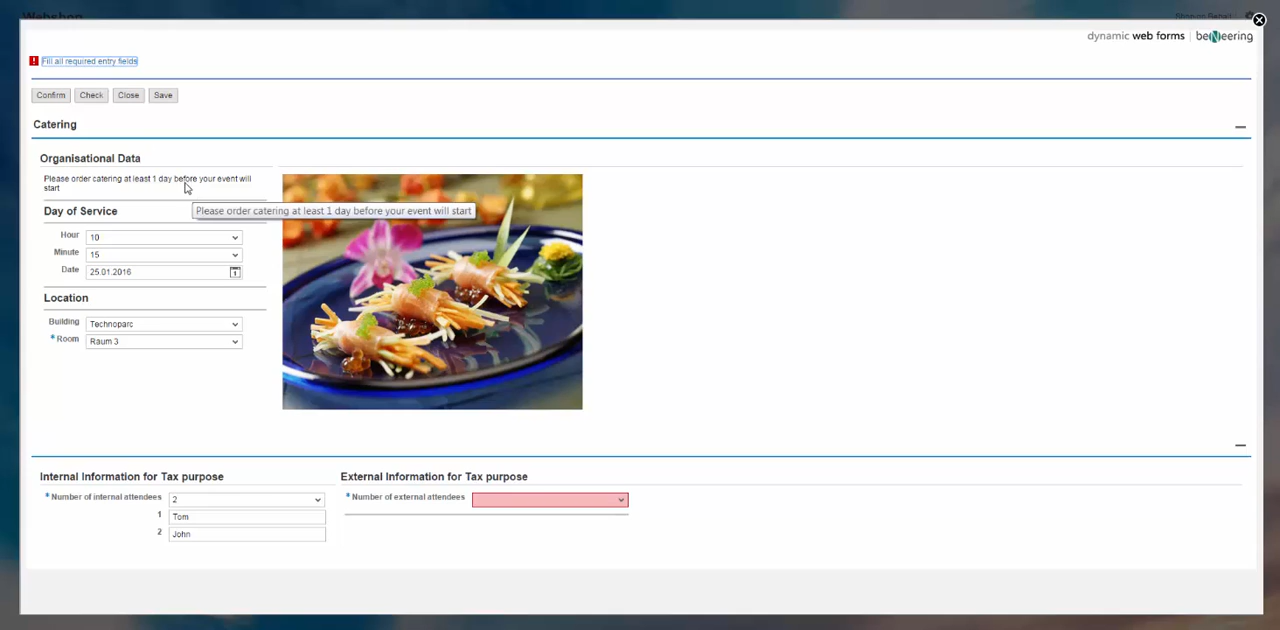 Webshop
dynamic web forms | beNeering
Fill all required entry fields
Confirm Check Close Save
Catering
Organisational Data
Please order catering at least 1 day before your event will
start
Please order catering at least 1 day before your event will start
Day of Service
Hour 10
Minute 15
Date 25.01.2016
Location
Building Technoparc
* Room Raum 3
Internal Information for Tax purpose
* Number of internal attendees 2
1 Tom
2 John
External Information for Tax purpose
* Number of external attendees